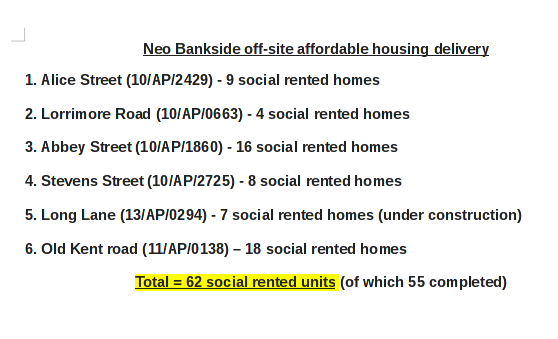 Neo Bankside off-site affordable housing delivery
1. Alice Street (10/AP/2429) - 9 social rented homes
2. Lorrimore Road (10/AP/0663) - 4 social rented homes
3. Abbey Street (10/AP/1860) - 16 social rented homes
4. Stevens Street (10/AP/2725) - 8 social rented homes
5. Long Lane (13/AP/0294) - 7 social rented homes (under construction)
6. Old Kent road (11/AP/0138) – 18 social rented homes
Total = 62 social rented units (of which 55 completed)